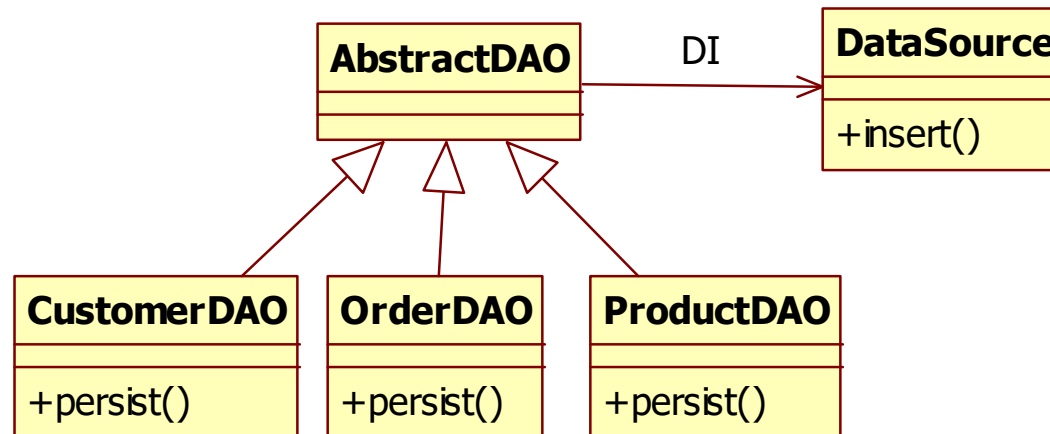 AbstractDAO
DI
DataSource
+insert()
CustomerDAO
OrderDAO
ProductDAO
+persist()
+persist()
+persist()